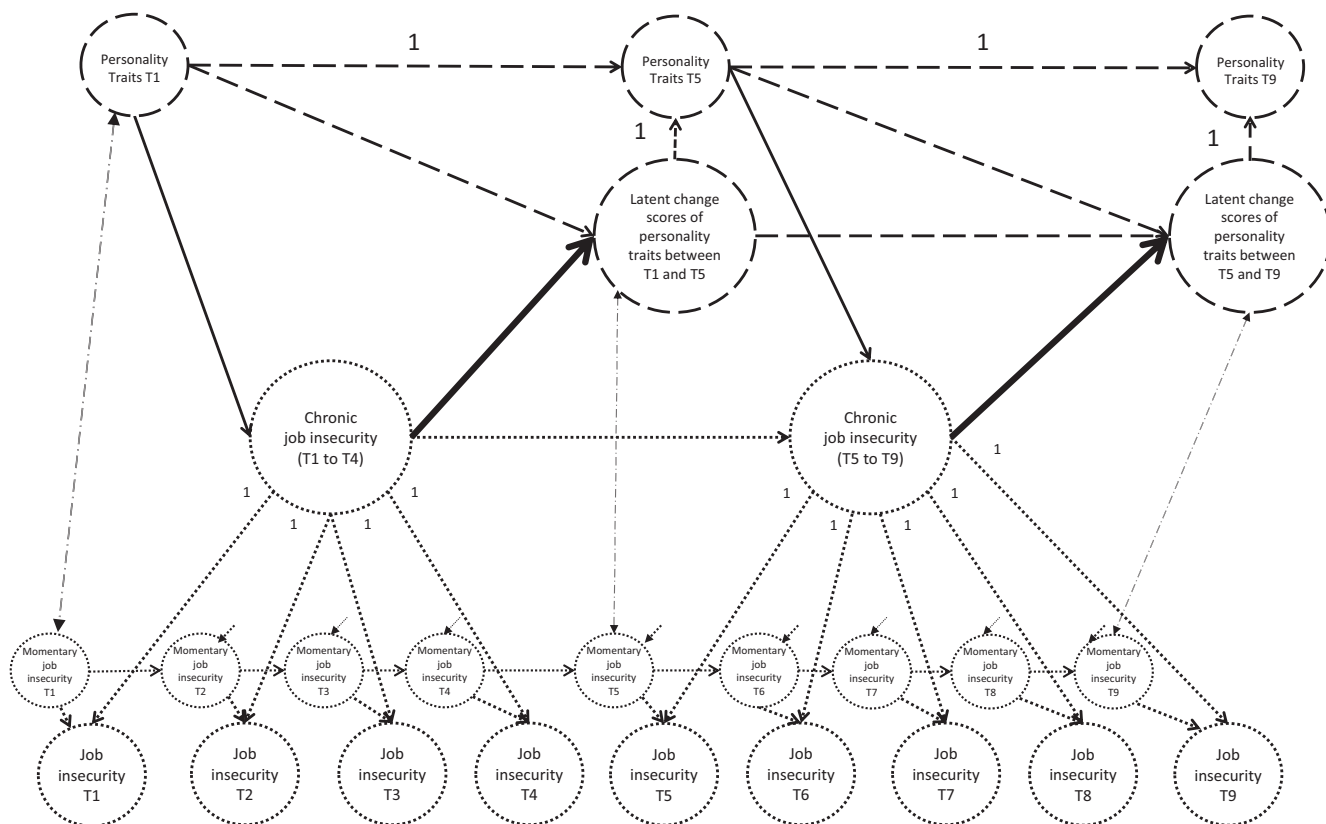 1
1
Personality
Traits T1
Personality
Traits T5
Personality
Traits T9
1
1
Latent change
scores of
personality
traits between
T1 and T5
Latent change
scores of
personality
traits between
T5 and T9
Chronic
job insecurity
(T1 to T4)
Chronic
job insecurity
(T5 to T9)
1
1
1
1
1
1
1
1
1
Momentary
job
insecurity
T1
Momentary
job
insecurity
T2
Momentary
job
insecurity
T3
Momentary
job
insecurity
T4
Momentary
job
insecurity
T5
Momentary
job
insecurity
T6
Momentary
job
insecurity
T7
Momentary
job
insecurity
T8
Momentary
job
insecurity
T9
Job
insecurity
T1
Job
insecurity
T2
Job
insecurity
T3
Job
insecurity
T4
Job
insecurity
T5
Job
insecurity
T6
Job
insecurity
T7
Job
insecurity
T8
Job
insecurity
T9